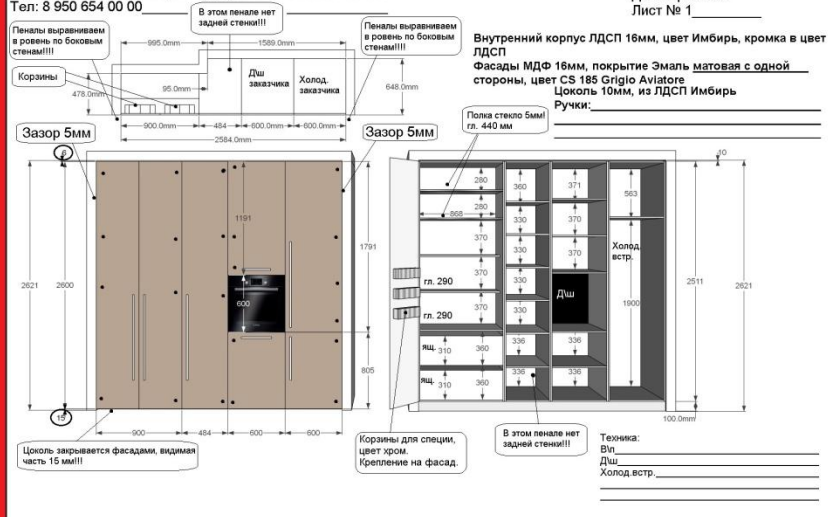 Тел: 8 950 654 00 00
Лист № 1
В этом пенале нет
задней стенки!!!
Пеналы выравниваем
в ровень по боковым
стенам!!!!
Пеналы выравниваем
в ровень по боковым
стенам!!!!
Внутренний корпус ЛДСП 16мм, цвет Имбирь, кромка в цвет
ЛДСП
Фасады МДФ 16мм, покрытие Эмаль матовая с одной
стороны, цвет CS 185 Grigio Aviatore
Цоколь 10мм, из ЛДСП Имбирь
Ручки:
995.0mm
1589.0mm
Корзины
Д\ш
заказчика
Холод.
заказчика
95.0mm
478.0mm
648.0mm
900.0mm
484
600.0mm
600.0mm
2584.0mm
Полка стекло 5мм!
гл. 440 мм
Зазор 5мм
Зазор 5мм
6
10
280
360
371
563
280
868
330
370
1191
370
330
370
Холод.
встр.
1791
2621
2600
370
330
гл. 290
Д\ш
2511
2621
600
370
330
1900
гл. 290
ящ.
310
360
336
336
805
ящ.
310
360
336
336
15
100.0mm
900
484
600
600
Цоколь закрывается фасадами, видимая
часть 15 мм!!!
Корзины для специи,
цвет хром.
Крепление на фасад.
В этом пенале нет
задней стенки!!!
Техника:
В\п
Д\ш
Холод.встр.